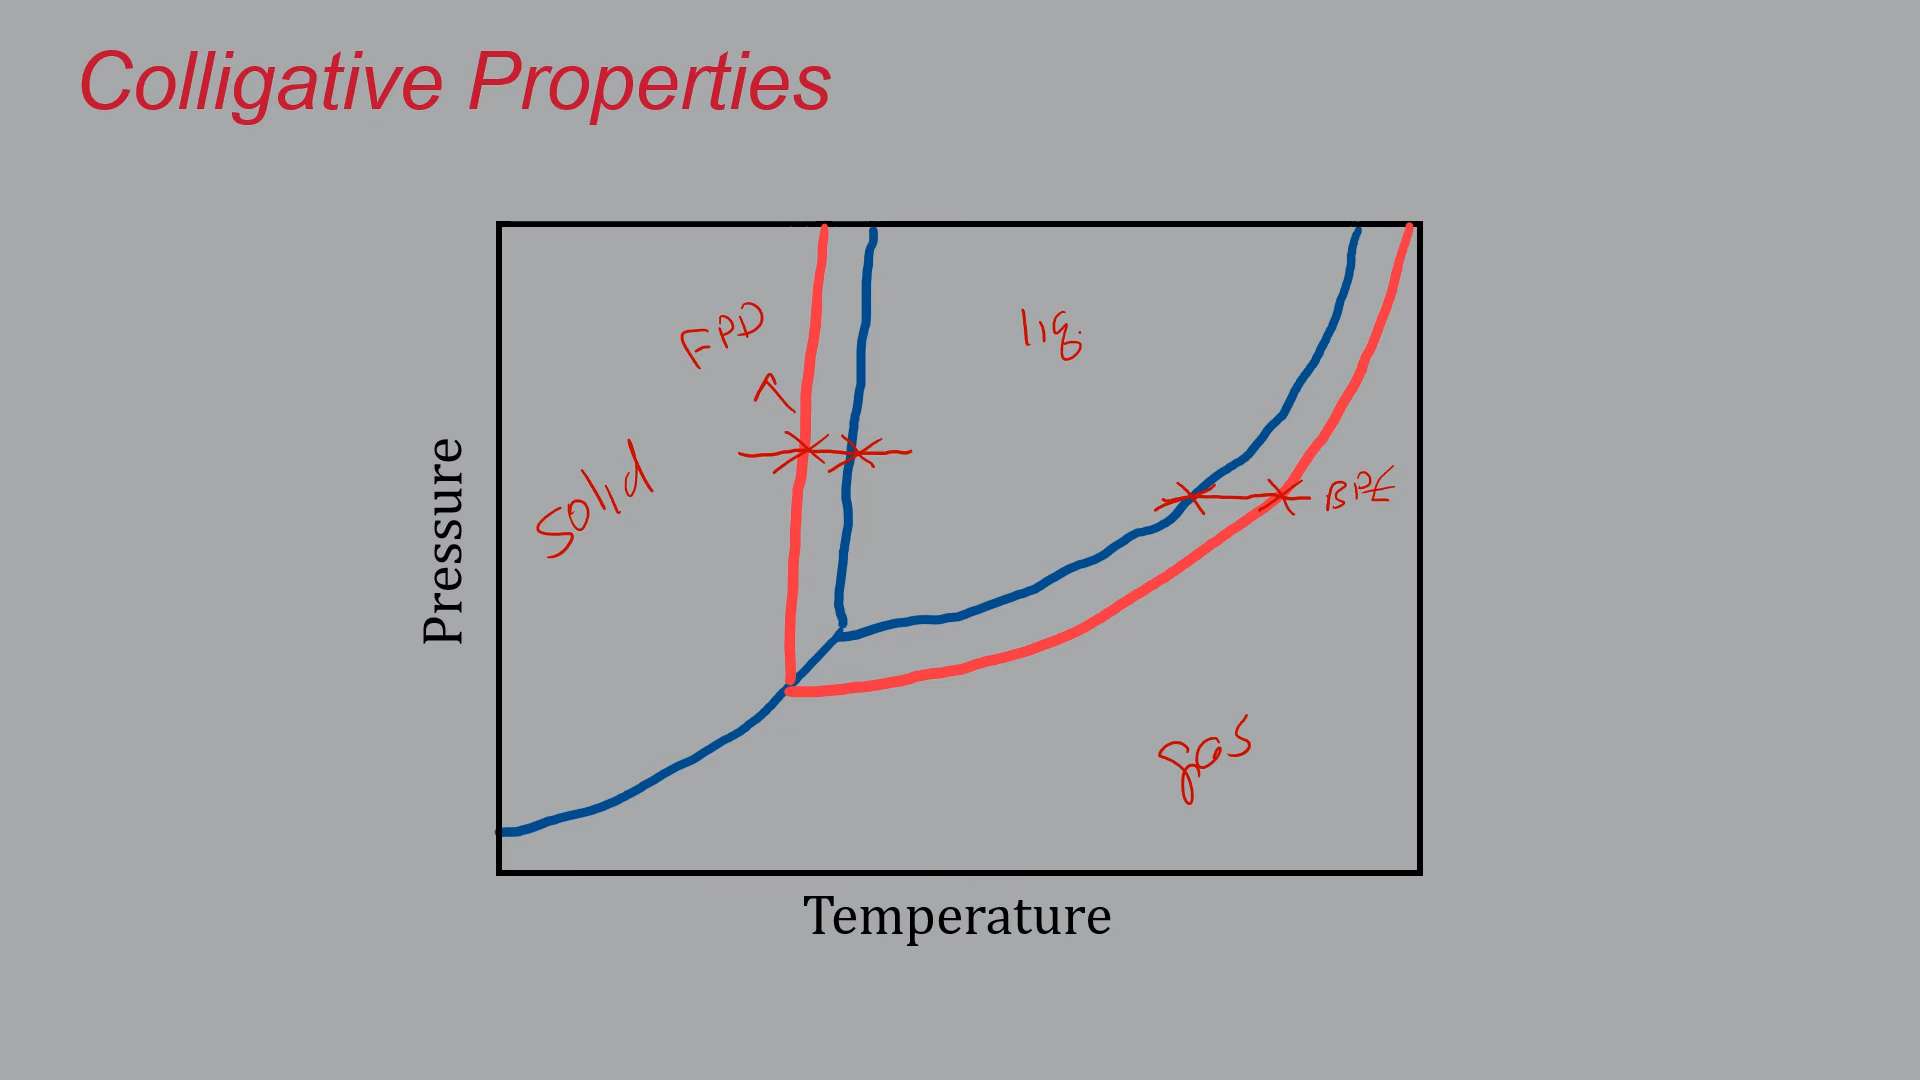 Colligative Properties
FPD
liq.
Solid
BPE
gas
Pressure
Temperature